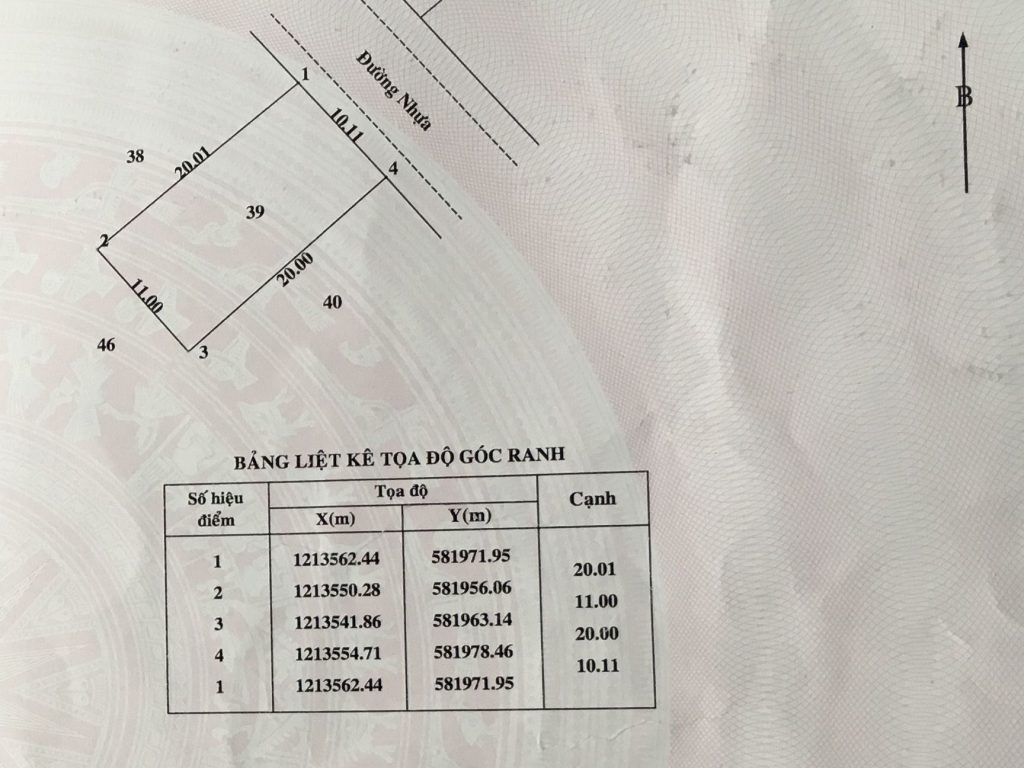 Đường Nhựa
B
1
10.11
38
20.01
4
39
2
20.00
11.00
40
46
3
BẢNG LIỆT KÊ TỌA ĐỘ GÓC RANH
Số hiệu điểm Tọa độ Cạnh
X(m) Y(m)
1 1213562.44 581971.95
20.01
2 1213550.28 581956.06
11.00
3 1213541.86 581963.14
20.00
4 1213554.71 581978.46
10.11
1 1213562.44 581971.95